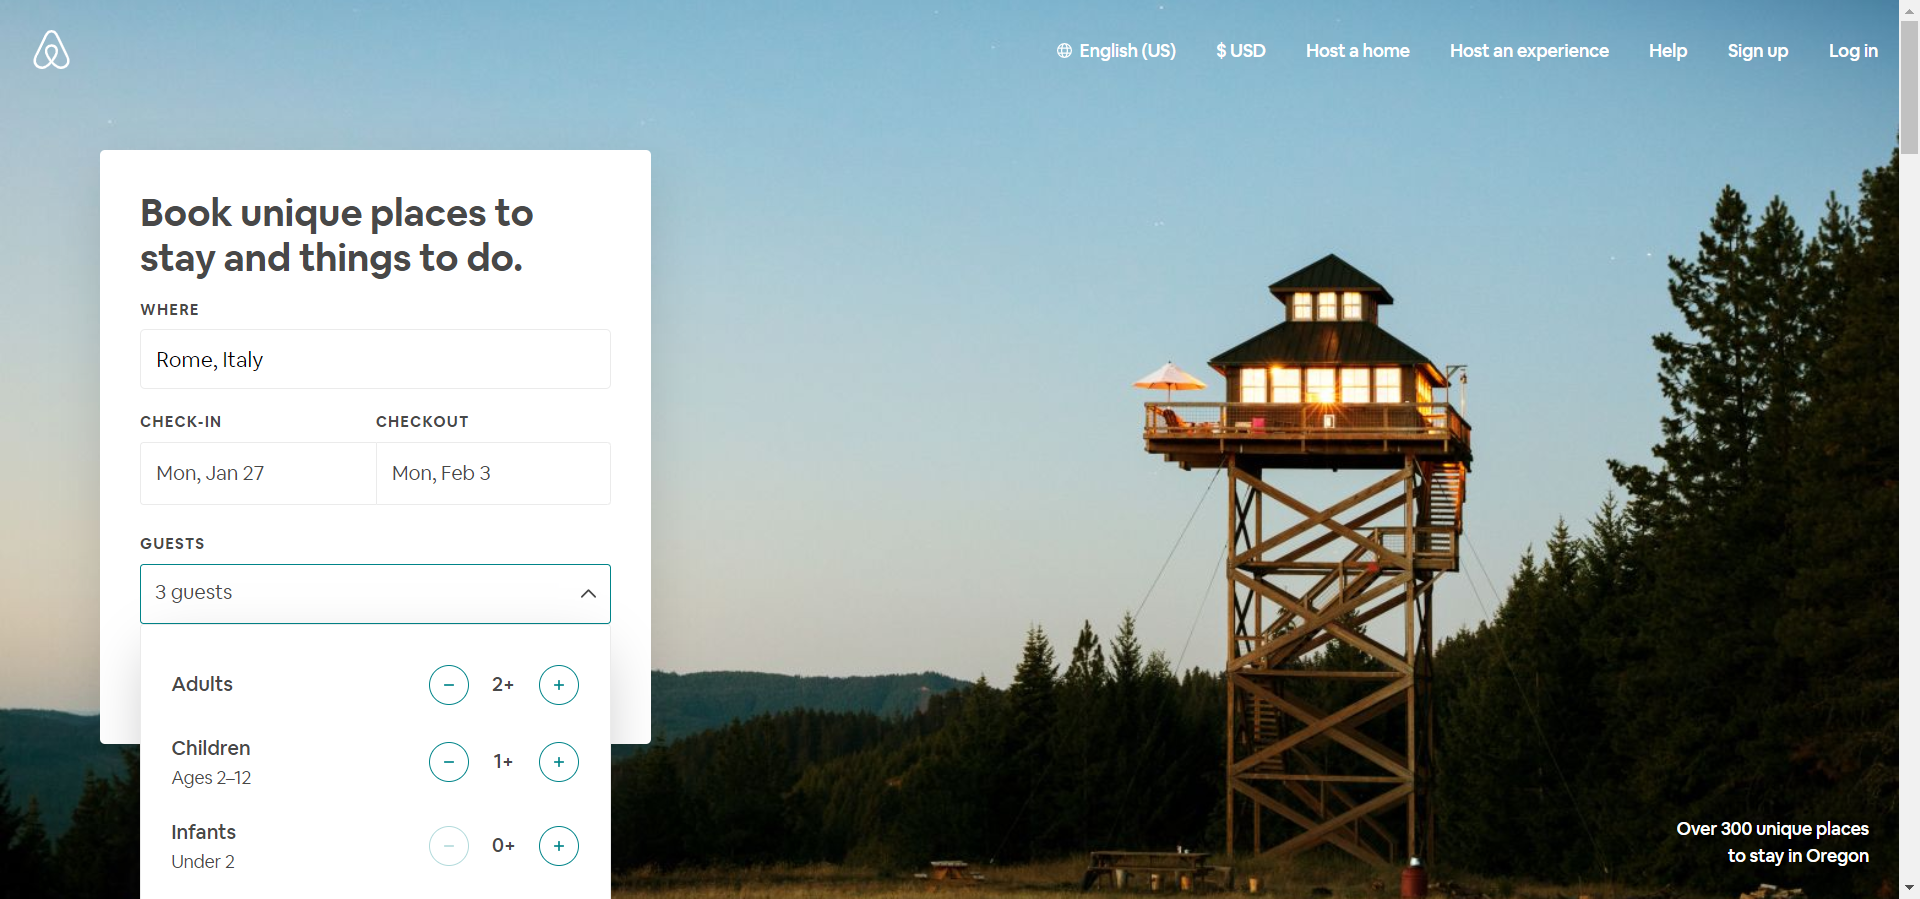 English (US)
$ USD
Host a home
Host an experience
Help
Sign up
Log in
Book unique places to
stay and things to do.
WHERE
Rome, Italy
CHECK-IN
CHECKOUT
Mon, Jan 27
Mon, Feb 3
GUESTS
3 guests
Adults
2+
Children
Ages 2–12
1+
Infants
Under 2
0+
Over 300 unique places
to stay in Oregon